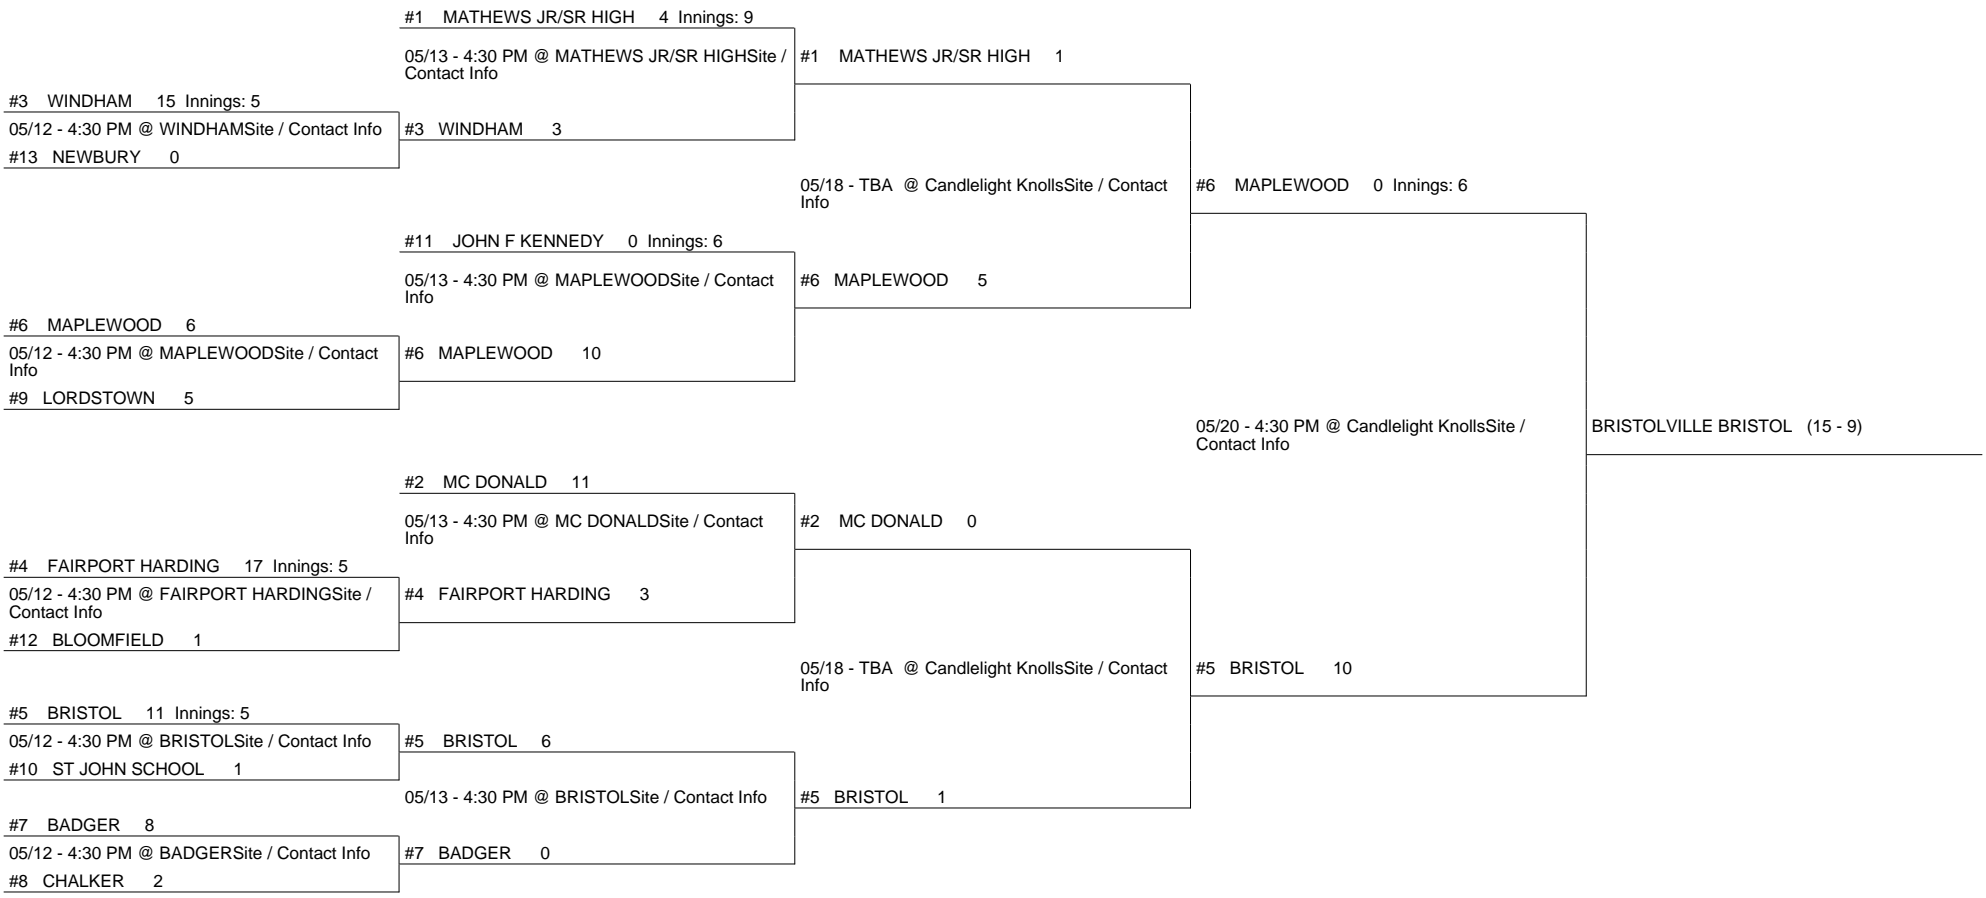 #1 MATHEWS JR/SR HIGH 4 Innings: 9
05/13 - 4:30 PM @ MATHEWS JR/SR HIGHSite /
Contact Info
#1 MATHEWS JR/SR HIGH 1
#3 WINDHAM 15 Innings: 5
05/12 - 4:30 PM @ WINDHAMSite / Contact Info
#3 WINDHAM 3
#13 NEWBURY 0
05/18 - TBA @ Candlelight KnollsSite / Contact
Info
#6 MAPLEWOOD 0 Innings: 6
#11 JOHN F KENNEDY 0 Innings: 6
05/13 - 4:30 PM @ MAPLEWOODSite / Contact
Info
#6 MAPLEWOOD 5
#6 MAPLEWOOD 6
05/12 - 4:30 PM @ MAPLEWOODSite / Contact
Info
#6 MAPLEWOOD 10
#9 LORDSTOWN 5
05/20 - 4:30 PM @ Candlelight KnollsSite /
Contact Info
BRISTOLVILLE BRISTOL (15 - 9)
#2 MC DONALD 11
05/13 - 4:30 PM @ MC DONALDSite / Contact
Info
#2 MC DONALD 0
#4 FAIRPORT HARDING 17 Innings: 5
05/12 - 4:30 PM @ FAIRPORT HARDINGSite /
Contact Info
#4 FAIRPORT HARDING 3
#12 BLOOMFIELD 1
05/18 - TBA @ Candlelight KnollsSite / Contact
Info
#5 BRISTOL 10
#5 BRISTOL 11 Innings: 5
05/12 - 4:30 PM @ BRISTOLSite / Contact Info
#5 BRISTOL 6
#10 ST JOHN SCHOOL 1
05/13 - 4:30 PM @ BRISTOLSite / Contact Info
#5 BRISTOL 1
#7 BADGER 8
05/12 - 4:30 PM @ BADGERSite / Contact Info
#7 BADGER 0
#8 CHALKER 2